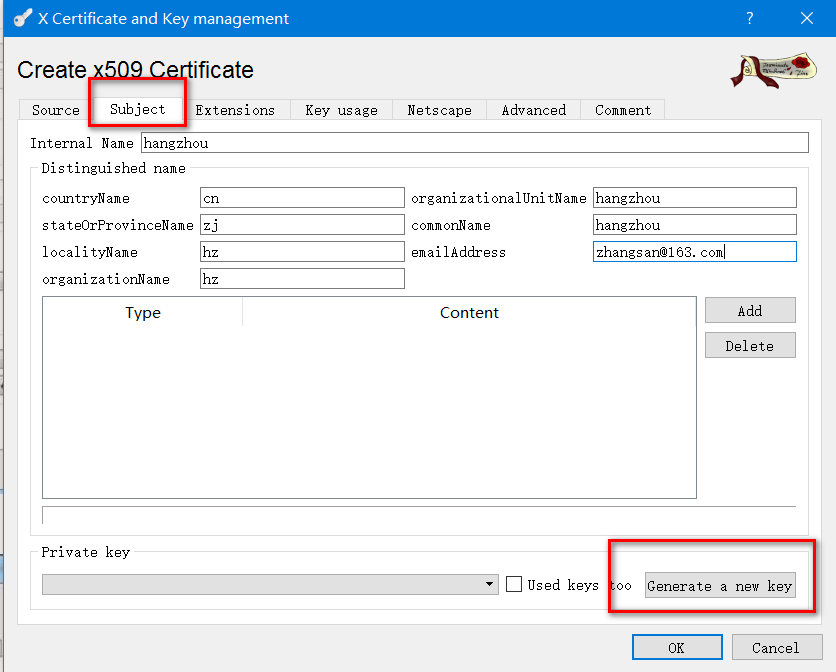 X Certificate and Key management
Create x509 Certificate
Source Subject Extensions Key usage Netscape Advanced Comment
Internal Name hangzhou
Distinguished name
countryName cn organizationalUnitName hangzhou
stateOrProvinceName zj commonName hangzhou
localityName hz emailAddress zhangsan@163.com
organizationName hz
Type Content Add
Delete
Private key
Used keys too Generate a new key
OK Cancel